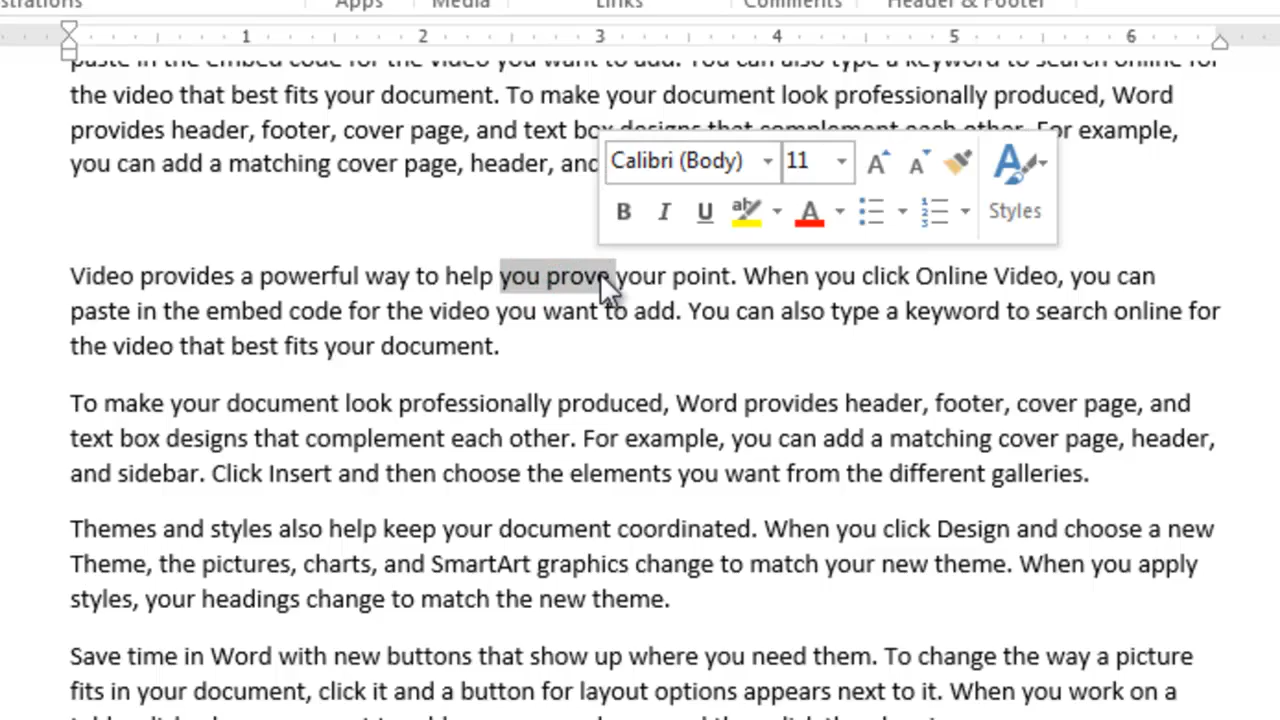 strations Apps Media Links Comments Header & Footer
1 2 3 4 5 6
paste in the embed code for the video you want to add. You can also type a keyword to search online for
the video that best fits your document. To make your document look professionally produced, Word
provides header, footer, cover page, and text box designs that complement each other. For example,
you can add a matching cover page, header, and
Calibri (Body) 11 A A A
B I U ab A 1 2 3 Styles
Video provides a powerful way to help you prove your point. When you click Online Video, you can
paste in the embed code for the video you want to add. You can also type a keyword to search online for
the video that best fits your document.
To make your document look professionally produced, Word provides header, footer, cover page, and
text box designs that complement each other. For example, you can add a matching cover page, header,
and sidebar. Click Insert and then choose the elements you want from the different galleries.
Themes and styles also help keep your document coordinated. When you click Design and choose a new
Theme, the pictures, charts, and SmartArt graphics change to match your new theme. When you apply
styles, your headings change to match the new theme.
Save time in Word with new buttons that show up where you need them. To change the way a picture
fits in your document, click it and a button for layout options appears next to it. When you work on a